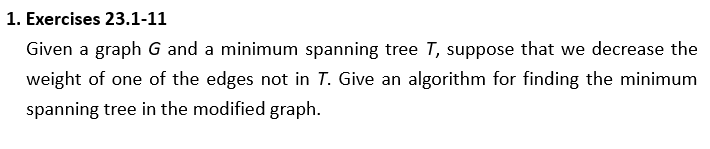 1. Exercises 23.1-11
Given a graph G and a minimum spanning tree T, suppose that we decrease the
weight of one of the edges not in T. Give an algorithm for finding the minimum
spanning tree in the modified graph.